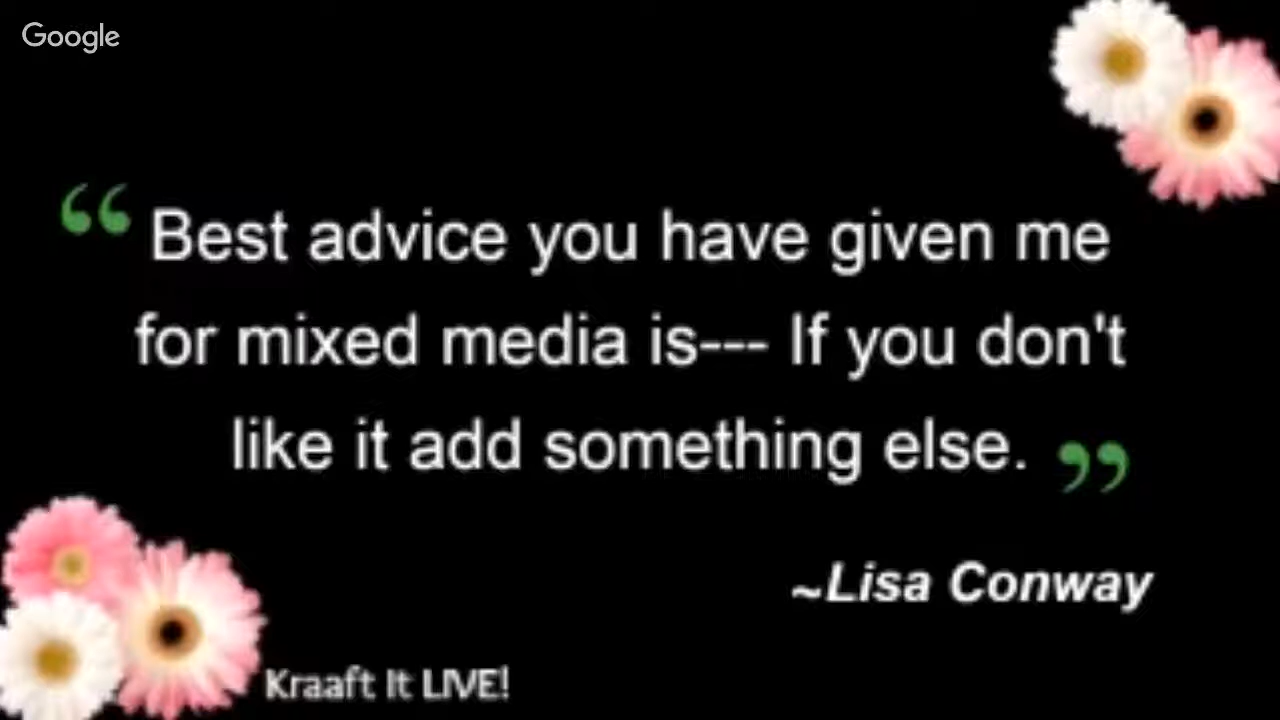 Google
“ Best advice you have given me
for mixed media is--- If you don't
like it add something else. ”
~Lisa Conway
Kraaft It LIVE!